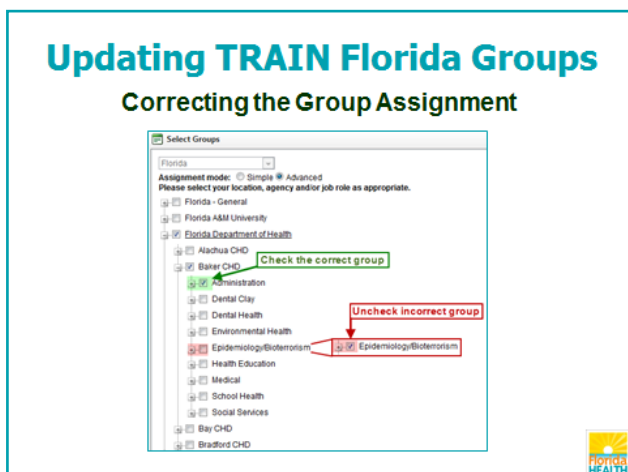 Updating TRAIN Florida Groups
Correcting the Group Assignment
Select Groups
Florida
Assignment mode: Simple Advanced
Please select your location, agency and/or job role as appropriate.
Florida - General
Florida A&M University
Florida Department of Health
Alachua CHD
Baker CHD
Check the correct group
Administration
Dental Clay
Dental Health
Uncheck incorrect group
Environmental Health
Epidemiology/Bioterrorism
Epidemiology/Bioterrorism
Health Education
Medical
School Health
Social Services
Bay CHD
Bradford CHD
Florida
HEALTH